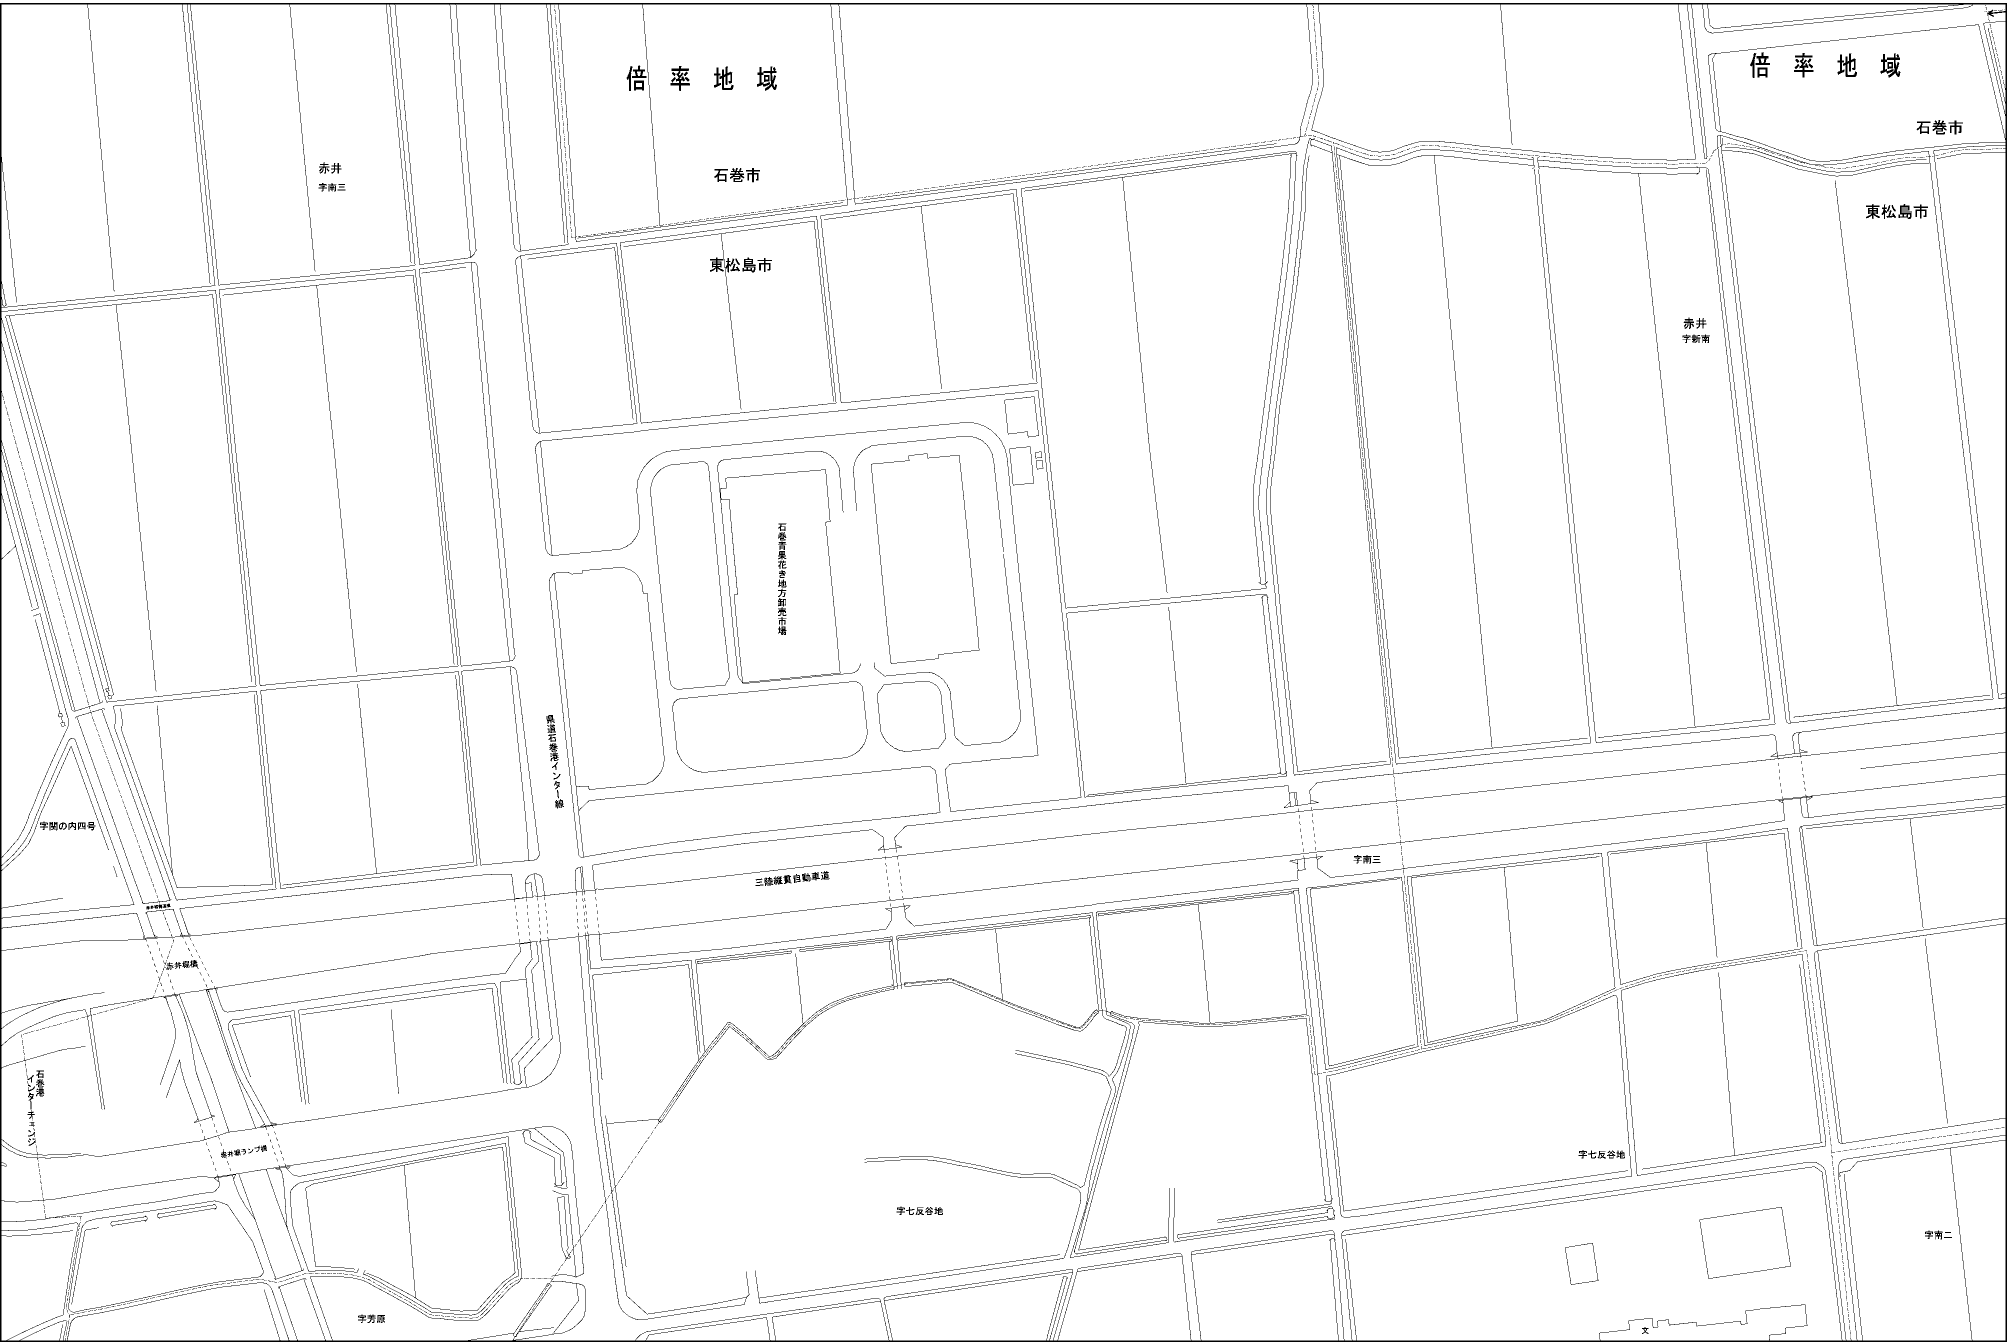 倍率地域
倍率地域
石巻市
赤井
字南三
石巻市
東松島市
東松島市
赤井
字新南
石巻青果花き地方卸売市場
県道石巻港インター線
字関の内四号
字南三
三陸縦貫自動車道
赤井堀橋
石巻港
インターチェンジ
赤井堀ランプ橋
字七反谷地
字七反谷地
字南二
字芳原
文